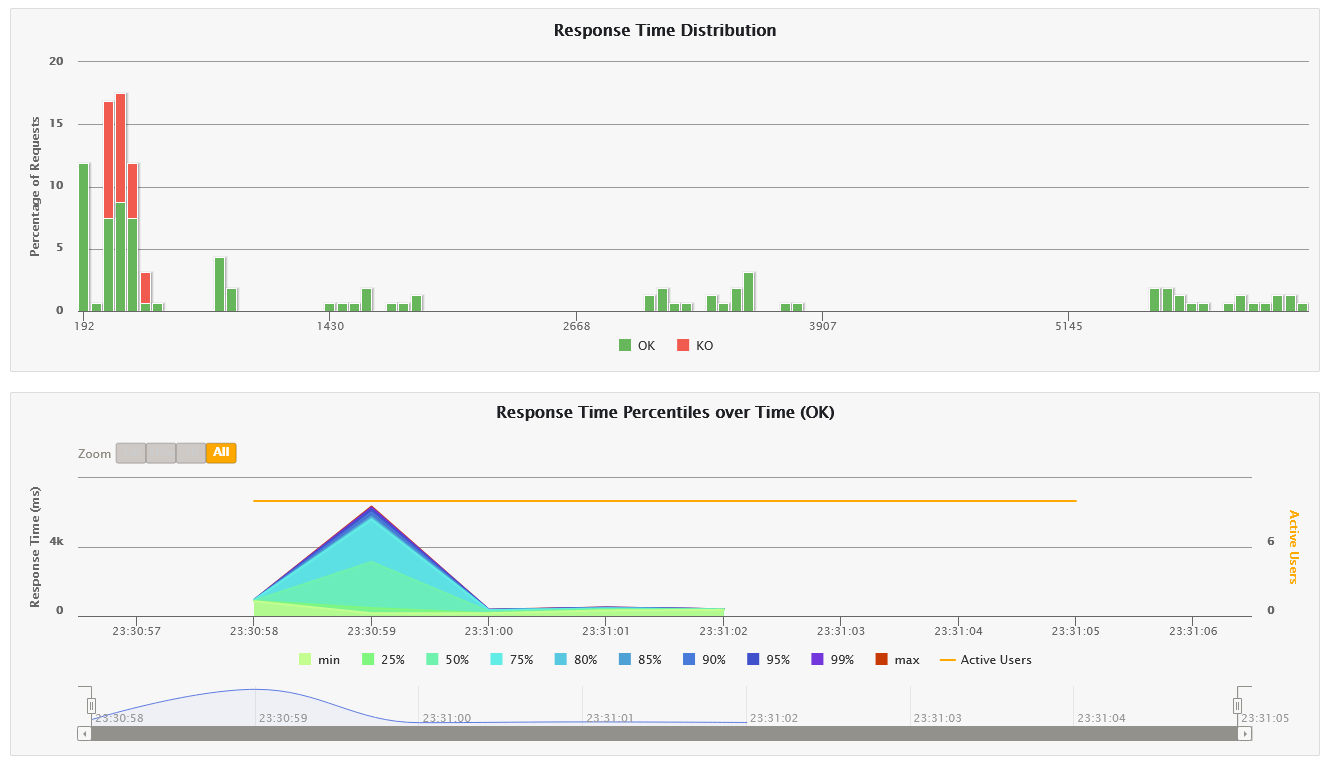 Response Time Distribution
20
15
10
5
0
Percentage of Requests
192 1430 2668 3907 5145
OK KO
Response Time Percentiles over Time (OK)
Zoom All
Response Time (ms)
4k
0
6
0
Active Users
23:30:57 23:30:58 23:30:59 23:31:00 23:31:01 23:31:02 23:31:03 23:31:04 23:31:05 23:31:06
min 25% 50% 75% 80% 85% 90% 95% 99% max Active Users
23:30:58 23:30:59 23:31:00 23:31:01 23:31:02 23:31:03 23:31:04 23:31:05